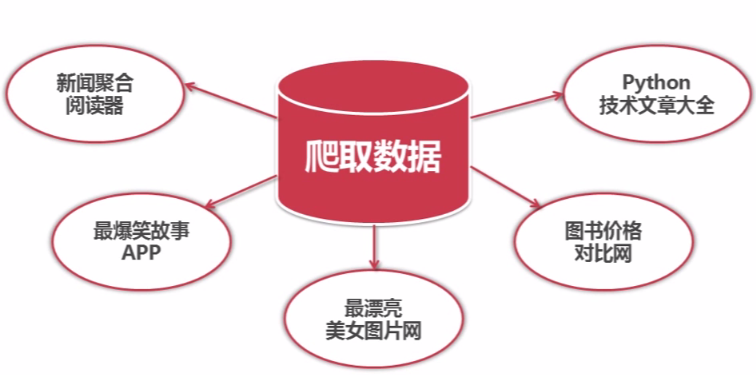 新闻聚合
阅读器
Python
技术文章大全
爬取数据
最爆笑故事
APP
图书价格
对比网
最漂亮
美女图片网